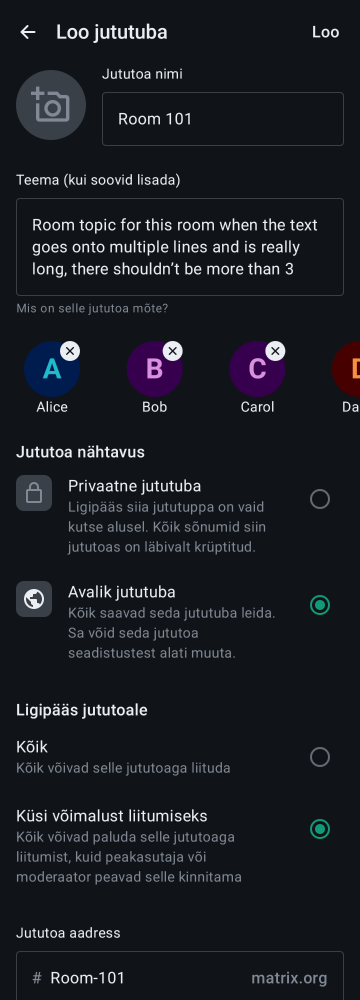 Loo jututuba
Loo
Jututoa nimi
Room 101
Teema (kui soovid lisada)
Room topic for this room when the text
goes onto multiple lines and is really
long, there shouldn’t be more than 3
Mis on selle jututoa mõte?
A
B
C
Alice
Bob
Carol
Da
Jututoa nähtavus
Privaatne jututuba
Ligipääs siia jututuppa on vaid
kutse alusel. Kõik sõnumid siin
jututoas on läbivalt krüptitud.
Avalik jututuba
Kõik saavad seda jututuba leida.
Sa võid seda jututoa
seadistustest alati muuta.
Ligipääs jututoale
Kõik
Kõik võivad selle jututoaga liituda
Küsi võimalust liitumiseks
Kõik võivad paluda selle jututoaga
liitumist, kuid peakasutaja või
moderaator peavad selle kinnitama
Jututoa aadress
# Room-101 matrix.org